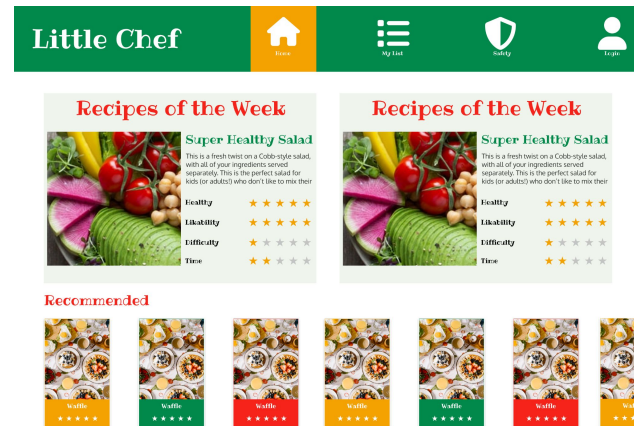 Little Chef
Home
My List
Safety
Login
Recipes of the Week
Super Healthy Salad
This is a fresh twist on a Cobb-style salad,
with all of your ingredients served
separately. This is the perfect salad for
kids (or adults!) who don't like to mix their
Healthy
Likability
Difficulty
Time
Recipes of the Week
Super Healthy Salad
This is a fresh twist on a Cobb-style salad,
with all of your ingredients served
separately. This is the perfect salad for
kids (or adults!) who don't like to mix their
Healthy
Likability
Difficulty
Time
Recommended
Waffle
Waffle
Waffle
Waffle
Waffle
Waffle